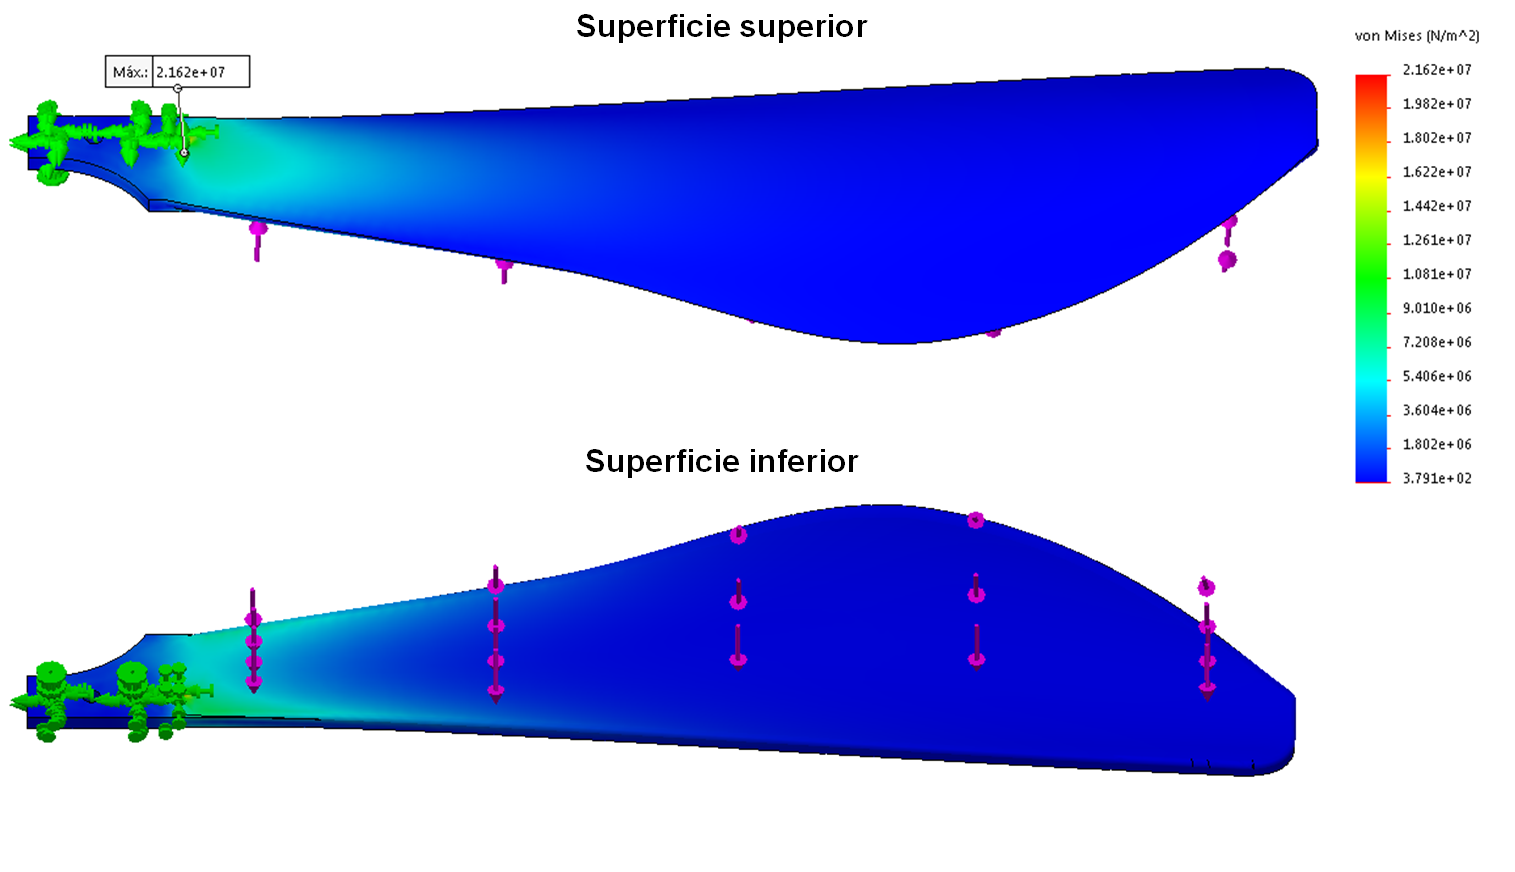 Superficie superior
von Mises (N/m^2)
Máx.: 2.162e+07
2.162e+07
1.982e+07
1.802e+07
1.622e+07
1.442e+07
1.261e+07
1.081e+07
9.010e+06
7.208e+06
5.406e+06
3.604e+06
1.802e+06
3.791e+02
Superficie inferior